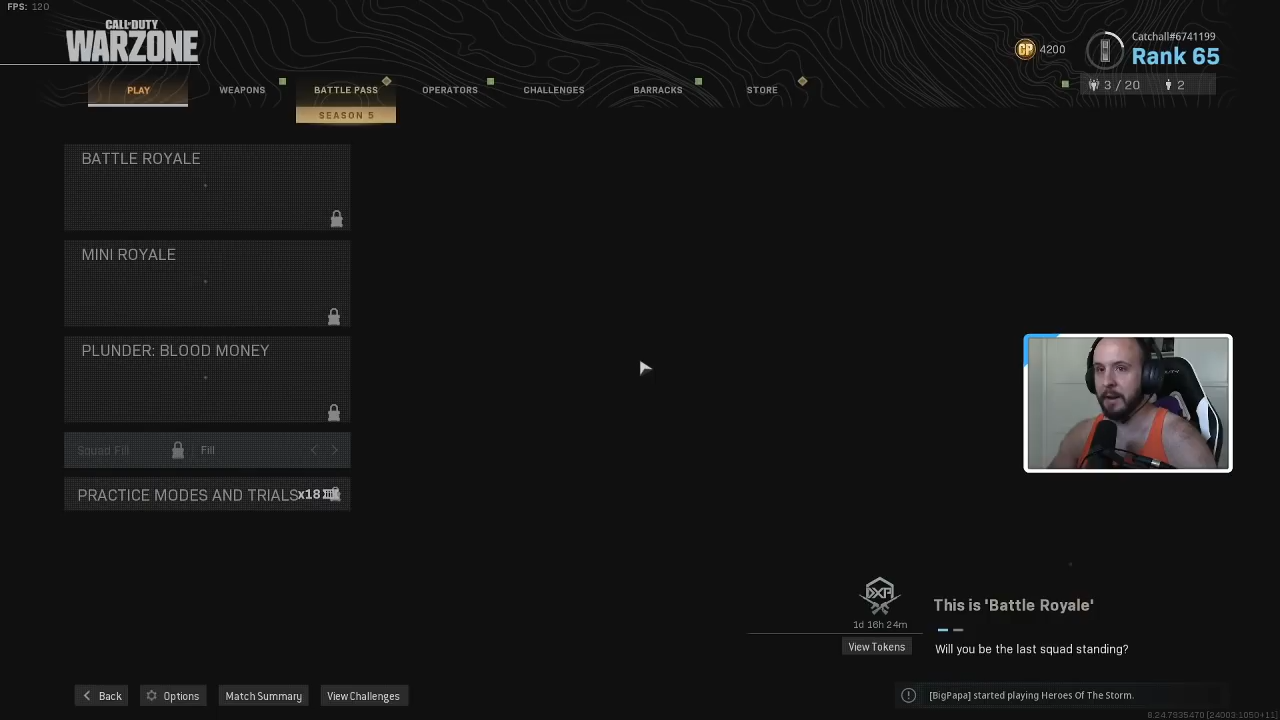 FPS: 120
CALL OF DUTY
WARZONE
CP 4200
Catchall#6741199
Rank 65
3 / 20 2
PLAY WEAPONS BATTLE PASS OPERATORS CHALLENGES BARRACKS STORE
SEASON 5
BATTLE ROYALE
MINI ROYALE
PLUNDER: BLOOD MONEY
Squad Fill Fill
PRACTICE MODES AND TRIALS x18
DXP
1d 16h 24m
View Tokens
This is 'Battle Royale'
Will you be the last squad standing?
Back Options Match Summary View Challenges
[BigPapa] started playing Heroes Of The Storm.